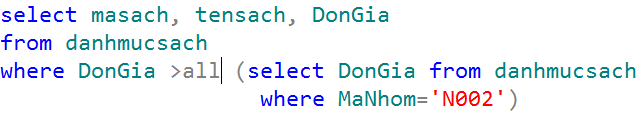 select masach, tensach, DonGia
from danhmucsach
where DonGia >all (select DonGia from danhmucsach
where MaNhom='N002')